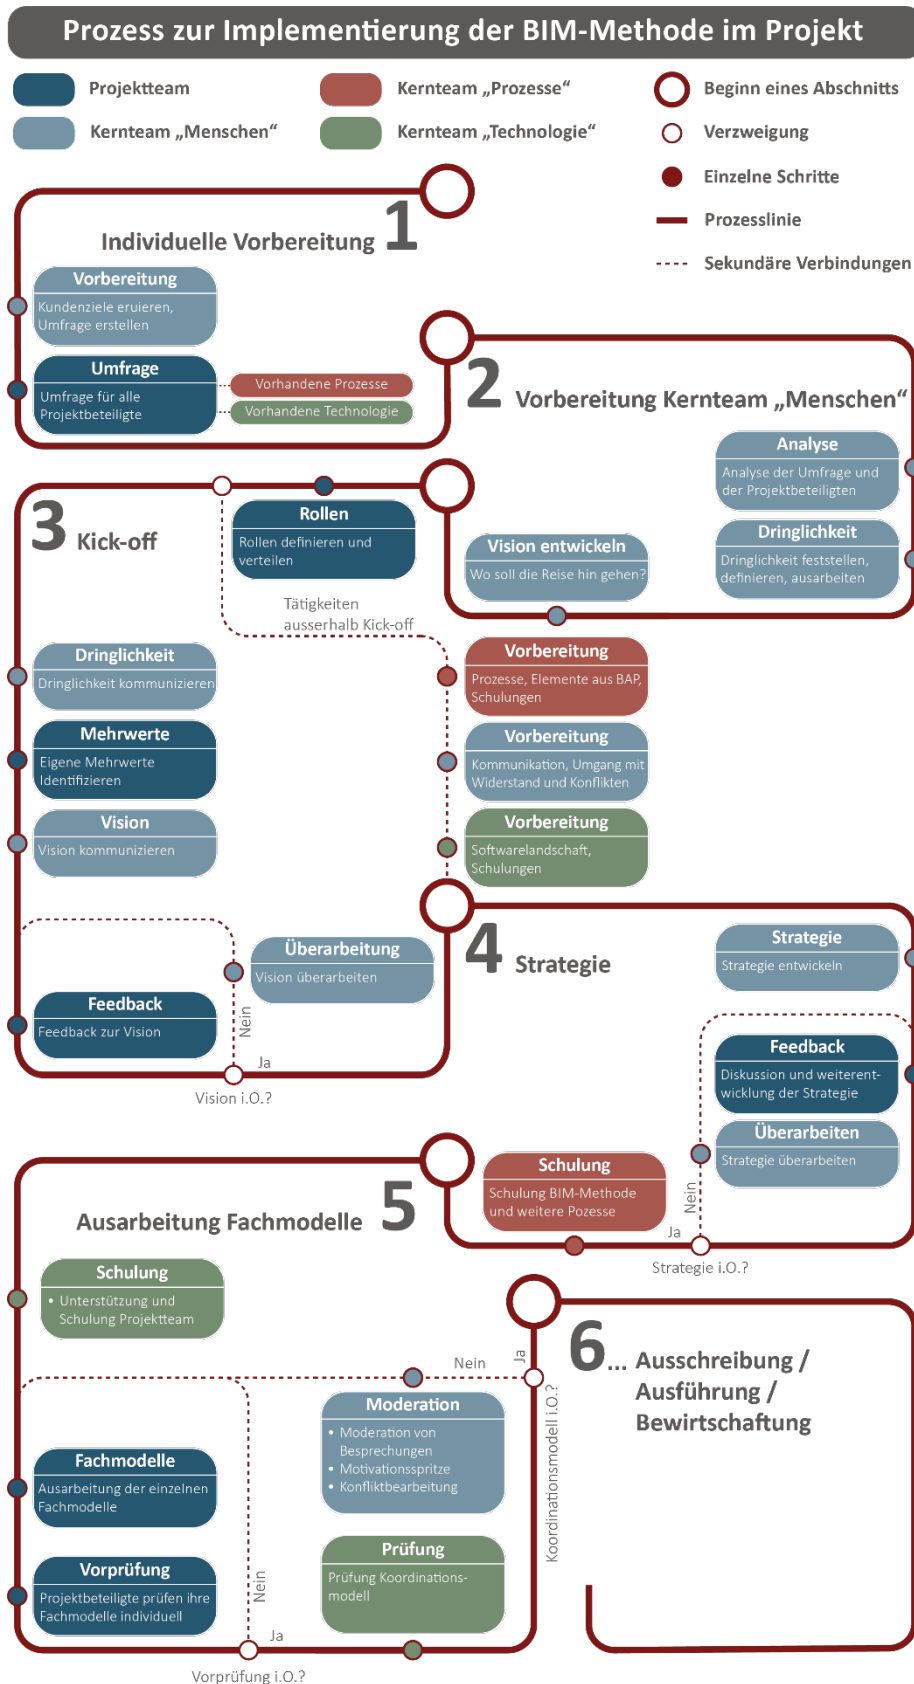 Prozess zur Implementierung der BIM-Methode im Projekt
Projektteam
Kernteam „Menschen“
Kernteam „Prozesse“
Kernteam „Technologie“
Beginn eines Abschnitts
Verzweigung
Einzelne Schritte
Prozesslinie
Sekundäre Verbindungen
Individuelle Vorbereitung 1
Vorbereitung
Kundenziele eruieren,
Umfrage erstellen
Umfrage
Umfrage für alle
Projektbeteiligte
Vorhandene Prozesse
Vorhandene Technologie
2 Vorbereitung Kernteam „Menschen“
Analyse
Analyse der Umfrage und
der Projektbeteiligten
Dringlichkeit
Dringlichkeit feststellen,
definieren, ausarbeiten
Vision entwickeln
Wo soll die Reise hin gehen?
3 Kick-off
Rollen
Rollen definieren und
verteilen
Tätigkeiten
ausserhalb Kick-off
Dringlichkeit
Dringlichkeit kommunizieren
Mehrwerte
Eigene Mehrwerte
Identifizieren
Vision
Vision kommunizieren
Vorbereitung
Prozesse, Elemente aus BAP,
Schulungen
Vorbereitung
Kommunikation, Umgang mit
Widerstand und Konflikten
Vorbereitung
Softwarelandschaft,
Schulungen
Überarbeitung
Vision überarbeiten
Feedback
Feedback zur Vision
Nein
Ja
Vision i.O.?
4 Strategie
Strategie
Strategie entwickeln
Feedback
Diskussion und weiterent-
wicklung der Strategie
Überarbeiten
Strategie überarbeiten
Nein
Ja
Strategie i.O.?
Schulung
Schulung BIM-Methode
und weitere Pozesse
Ausarbeitung Fachmodelle 5
Schulung
• Unterstützung und
Schulung Projektteam
Nein
Ja
Koordinationsmodell i.O.?
Moderation
• Moderation von
Besprechungen
• Motivationsspritze
• Konfliktbearbeitung
Fachmodelle
Ausarbeitung der einzelnen
Fachmodelle
Prüfung
Prüfung Koordinations-
modell
Vorprüfung
Projektbeteiligte prüfen ihre
Fachmodelle individuell
Nein
Ja
Vorprüfung i.O.?
6... Ausschreibung /
Ausführung /
Bewirtschaftung